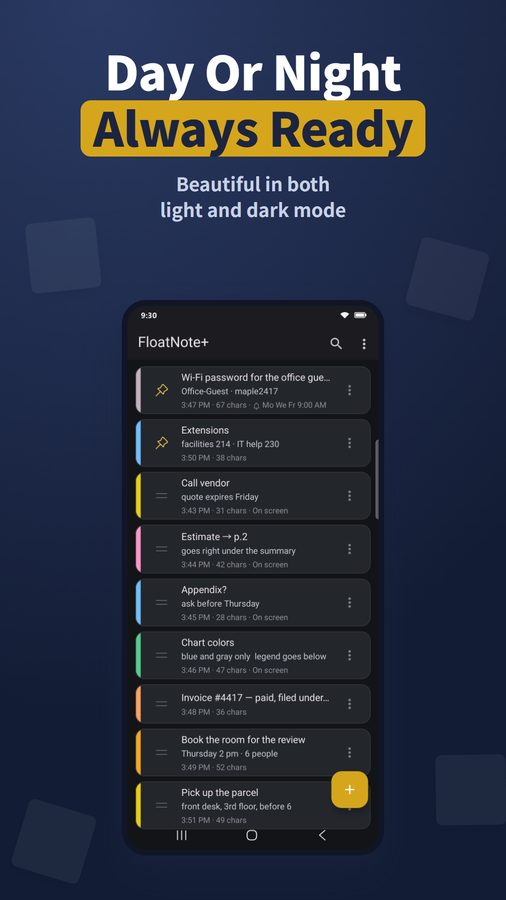 Day Or Night
Always Ready
Beautiful in both
light and dark mode
9:30
FloatNote+
Wi-Fi password for the office gue…
Office-Guest · maple2417
3:47 PM · 67 chars · Mo We Fr 9:00 AM
Extensions
facilities 214 · IT help 230
3:50 PM · 38 chars
Call vendor
quote expires Friday
3:43 PM · 31 chars · On screen
Estimate → p.2
goes right under the summary
3:44 PM · 42 chars · On screen
Appendix?
ask before Thursday
3:45 PM · 28 chars · On screen
Chart colors
blue and gray only  legend goes below
3:46 PM · 47 chars · On screen
Invoice #4417 — paid, filed under…
3:48 PM · 36 chars
Book the room for the review
Thursday 2 pm · 6 people
3:49 PM · 52 chars
Pick up the parcel
front desk, 3rd floor, before 6
3:51 PM · 49 chars